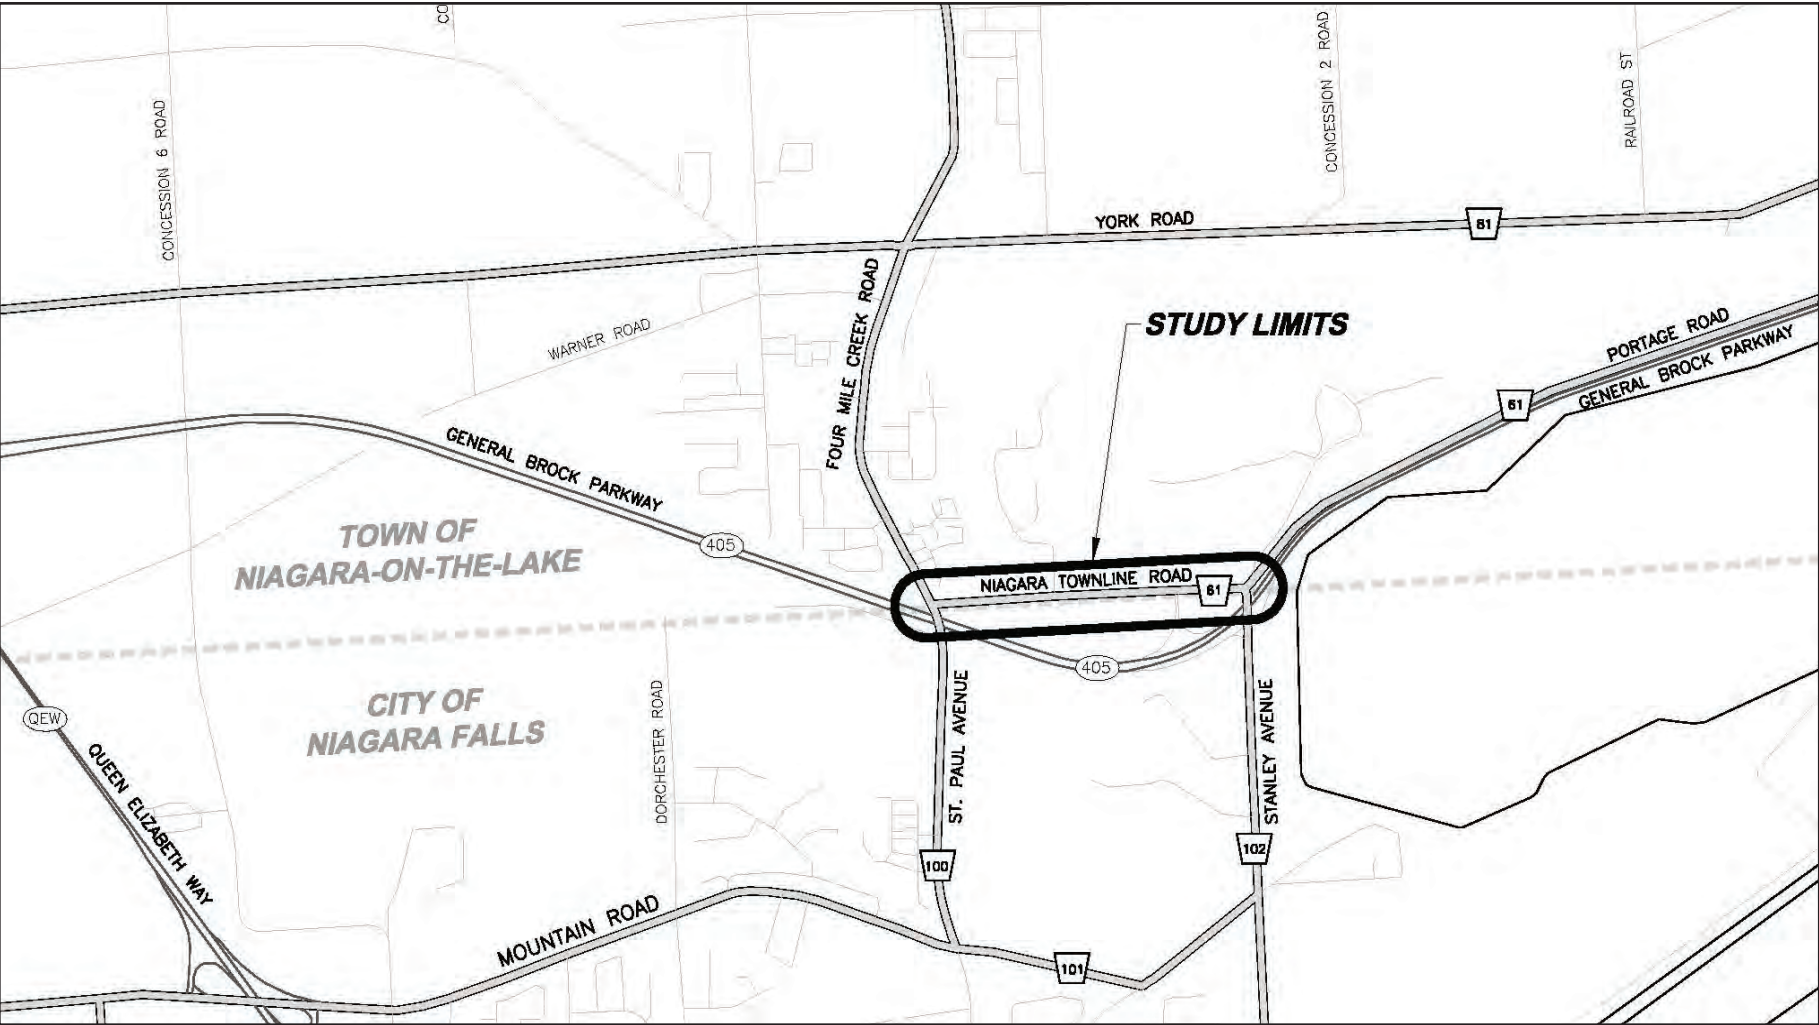 CO
CONCESSION 6 ROAD
CONCESSION 2 ROAD
RAILROAD ST
YORK ROAD
81
FOUR MILE CREEK ROAD
WARNER ROAD
STUDY LIMITS
PORTAGE ROAD
GENERAL BROCK PARKWAY
61
GENERAL BROCK PARKWAY
405
TOWN OF
NIAGARA-ON-THE-LAKE
NIAGARA TOWNLINE ROAD
61
405
CITY OF
NIAGARA FALLS
QEW
QUEEN ELIZABETH WAY
DORCHESTER ROAD
ST. PAUL AVENUE
STANLEY AVENUE
100
102
MOUNTAIN ROAD
101